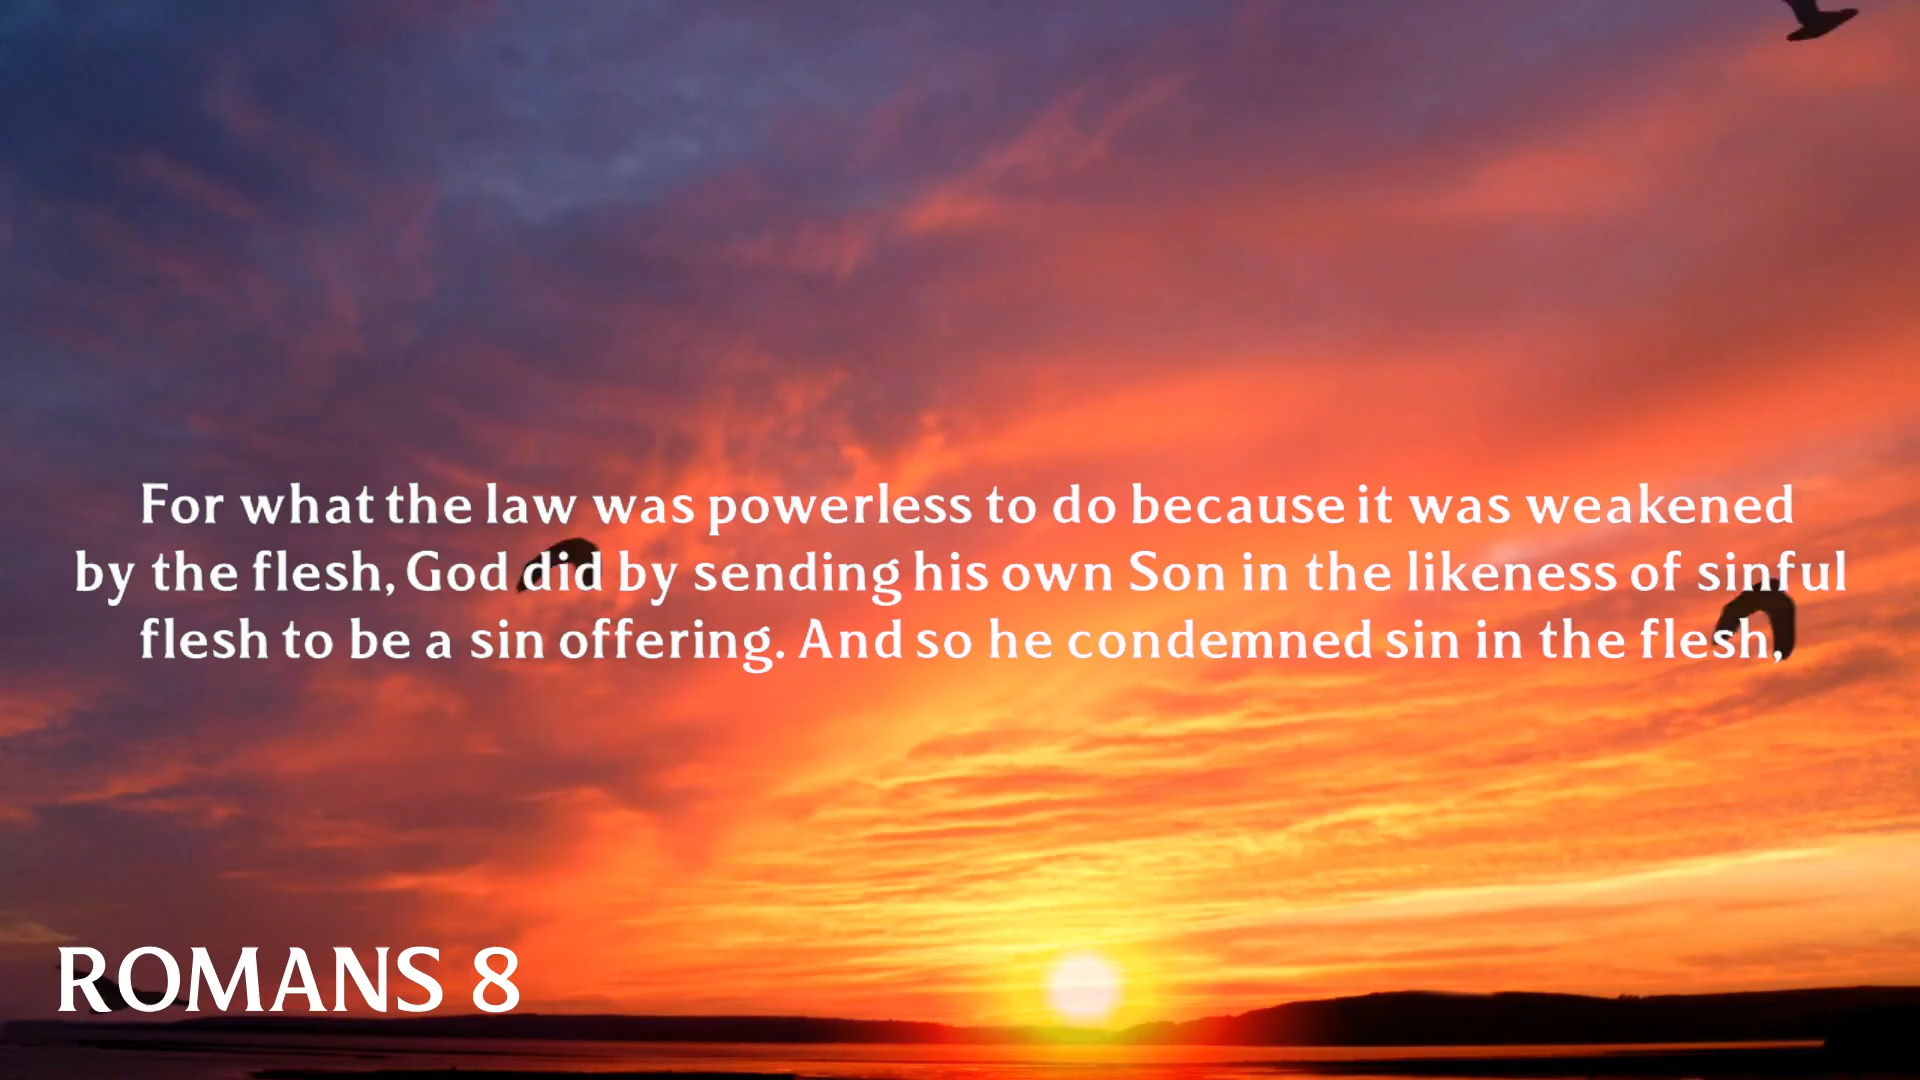 For what the law was powerless to do because it was weakened
by the flesh, God did by sending his own Son in the likeness of sinful
flesh to be a sin offering. And so he condemned sin in the flesh,
ROMANS 8